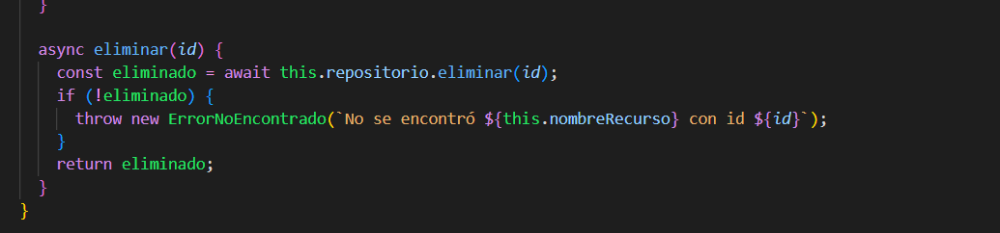 }
async eliminar(id) {
const eliminado = await this.repositorio.eliminar(id);
if (!eliminado) {
throw new ErrorNoEncontrado(`No se encontró ${this.nombreRecurso} con id ${id}`);
}
return eliminado;
}
}